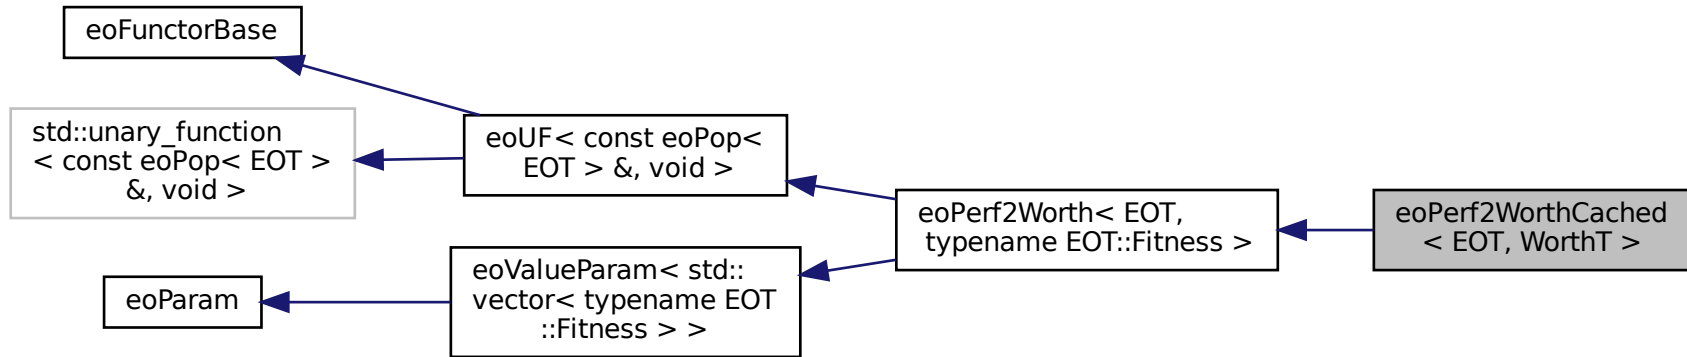 eoFunctorBase
std::unary_function
< const eoPop< EOT >
&, void >
eoUF< const eoPop<
EOT > &, void >
eoParam
eoValueParam< std::
vector< typename EOT
::Fitness > >
eoPerf2Worth< EOT,
typename EOT::Fitness >
eoPerf2WorthCached
< EOT, WorthT >